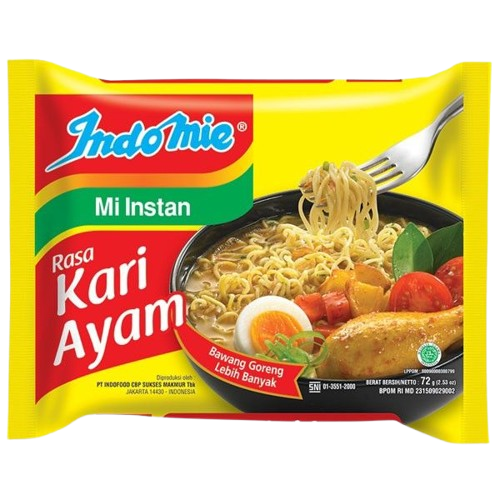 Indomie®
Mi Instan
Rasa
Kari
Ayam
Bawang Goreng
Lebih Banyak
Diproduksi oleh :
PT INDOFOOD CBP SUKSES MAKMUR Tbk
JAKARTA 14430 - INDONESIA
SNI 01-3551-2000
BERAT BERSIH/NETTO : 72 g (2.53 oz)
BPOM RI MD 231509029002